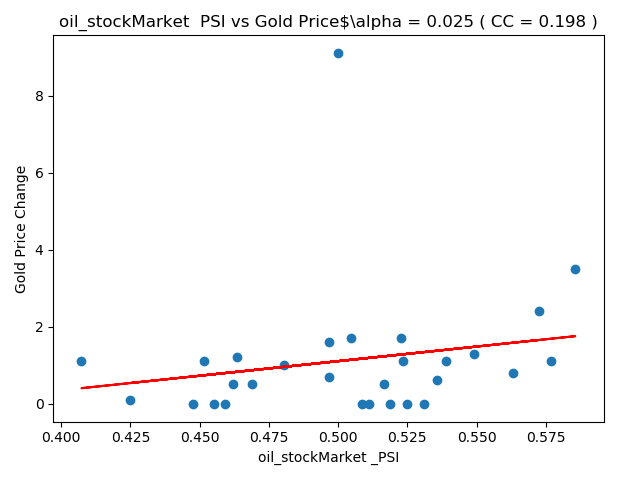 oil_stockMarket  PSI vs Gold Price$\alpha = 0.025 ( CC = 0.198 )
Gold Price Change
8
6
4
2
0
0.400 0.425 0.450 0.475 0.500 0.525 0.550 0.575
oil_stockMarket _PSI